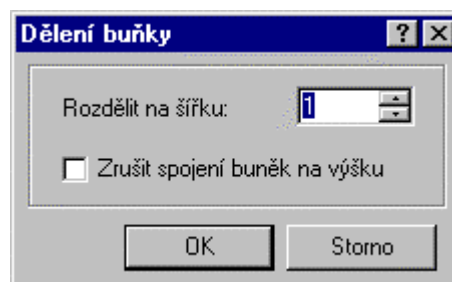 Dělení buňky
Rozdělit na šířku: 1
Zrušit spojení buněk na výšku
OK Storno